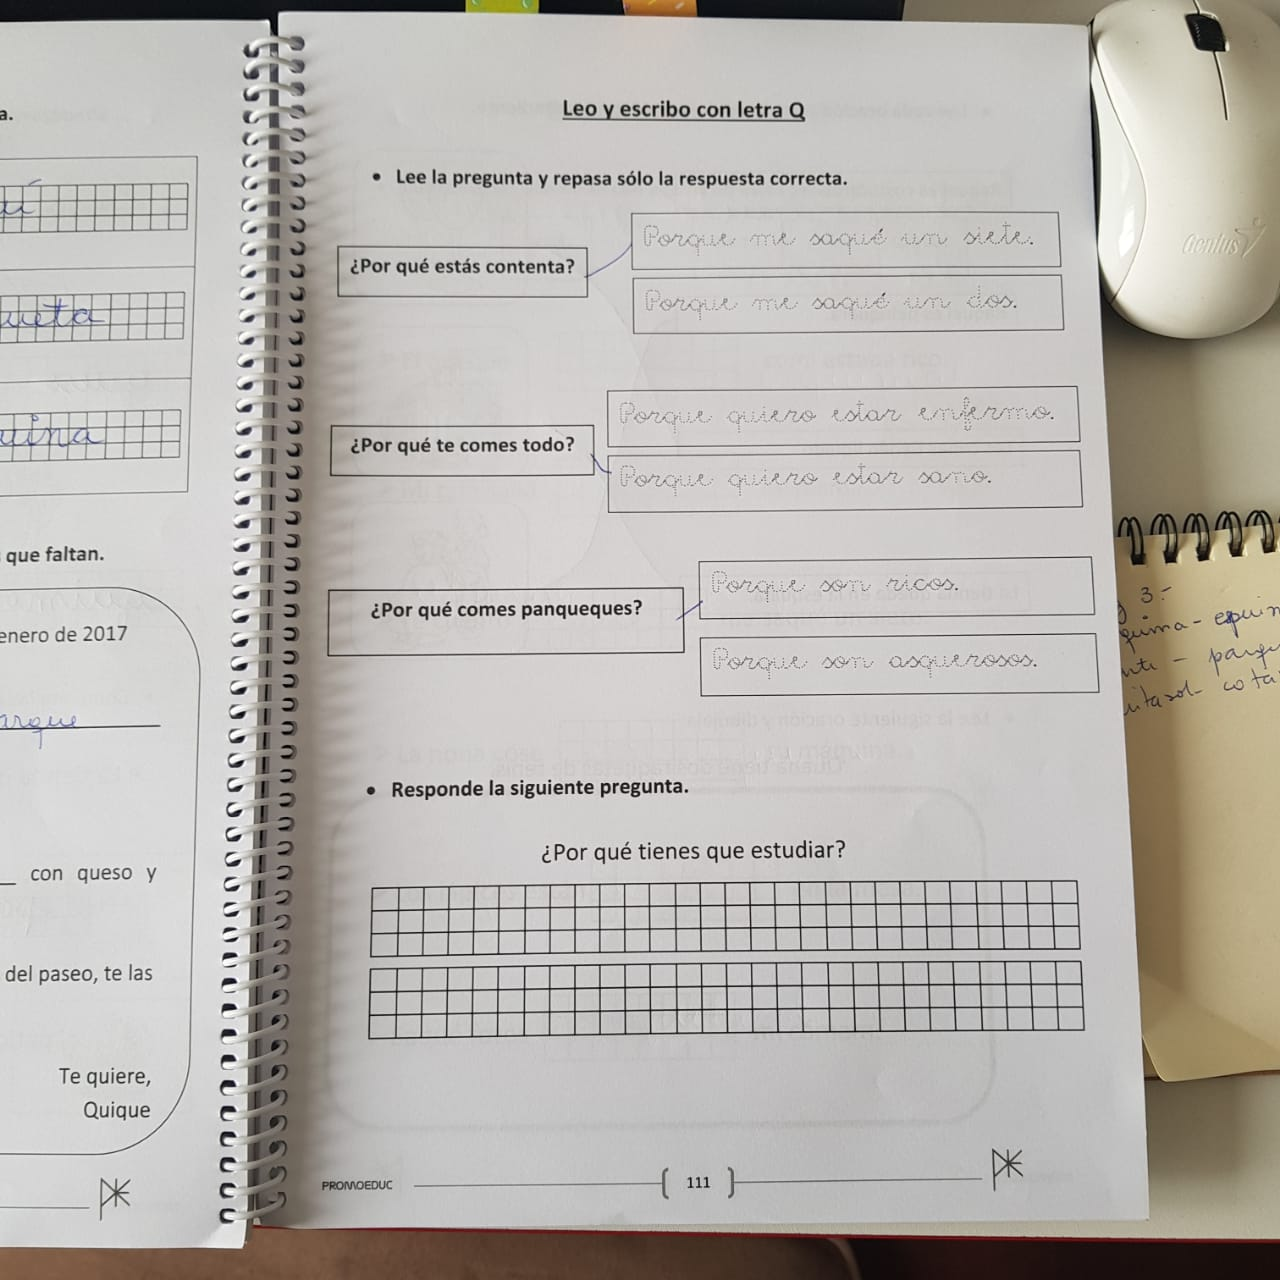 a.
uí
ueta
uina
que faltan.
enero de 2017
arque
con queso y
del paseo, te las
Te quiere,
Quique
Leo y escribo con letra Q
• Lee la pregunta y repasa sólo la respuesta correcta.
¿Por qué estás contenta?
Porque me saqué un siete.
Porque me saqué un dos.
¿Por qué te comes todo?
Porque quiero estar enfermo.
Porque quiero estar sano.
¿Por qué comes panqueques?
Porque son ricos.
Porque son asquerosos.
• Responde la siguiente pregunta.
¿Por qué tienes que estudiar?
PROMOEDUC
111
Genius
3.-